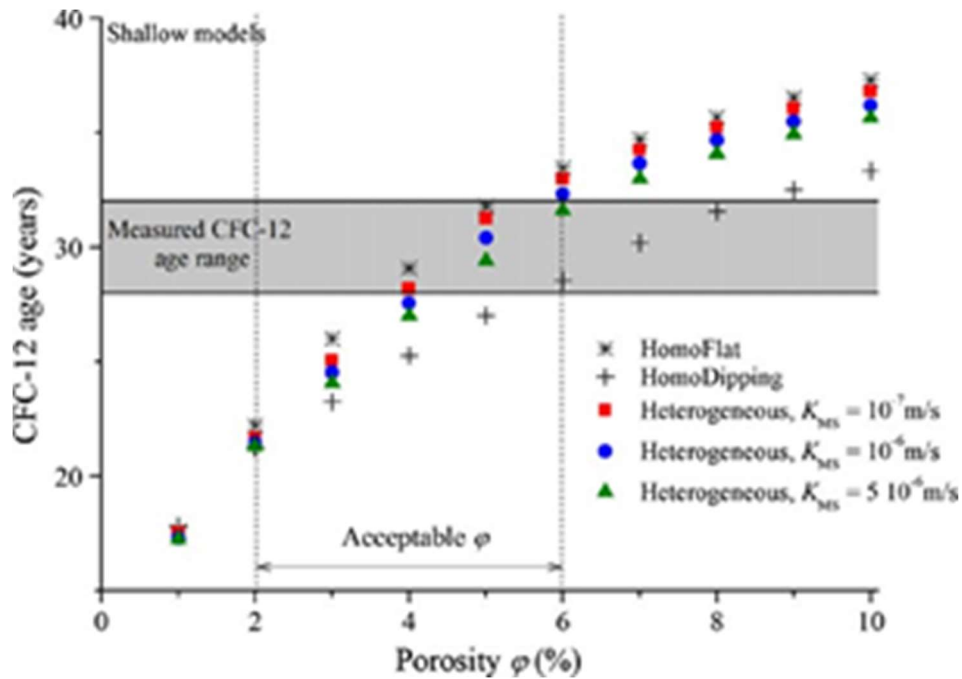 Shallow models
40
30
20
CFC-12 age (years)
Measured CFC-12
age range
HomoFlat
HomoDipping
Heterogeneous, K_MS = 10^-7 m/s
Heterogeneous, K_MS = 10^-6 m/s
Heterogeneous, K_MS = 5 10^-6 m/s
Acceptable φ
0 2 4 6 8 10
Porosity φ (%)